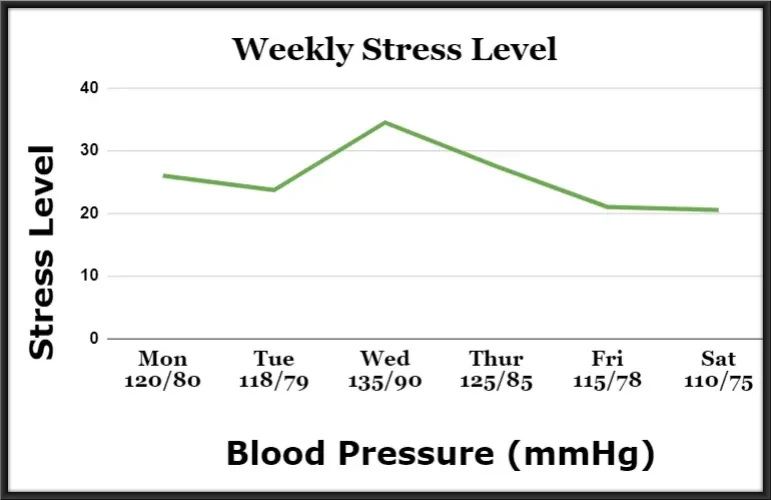 Weekly Stress Level
40
30
20
10
0
Stress Level
Mon Tue Wed Thur Fri Sat
120/80 118/79 135/90 125/85 115/78 110/75
Blood Pressure (mmHg)